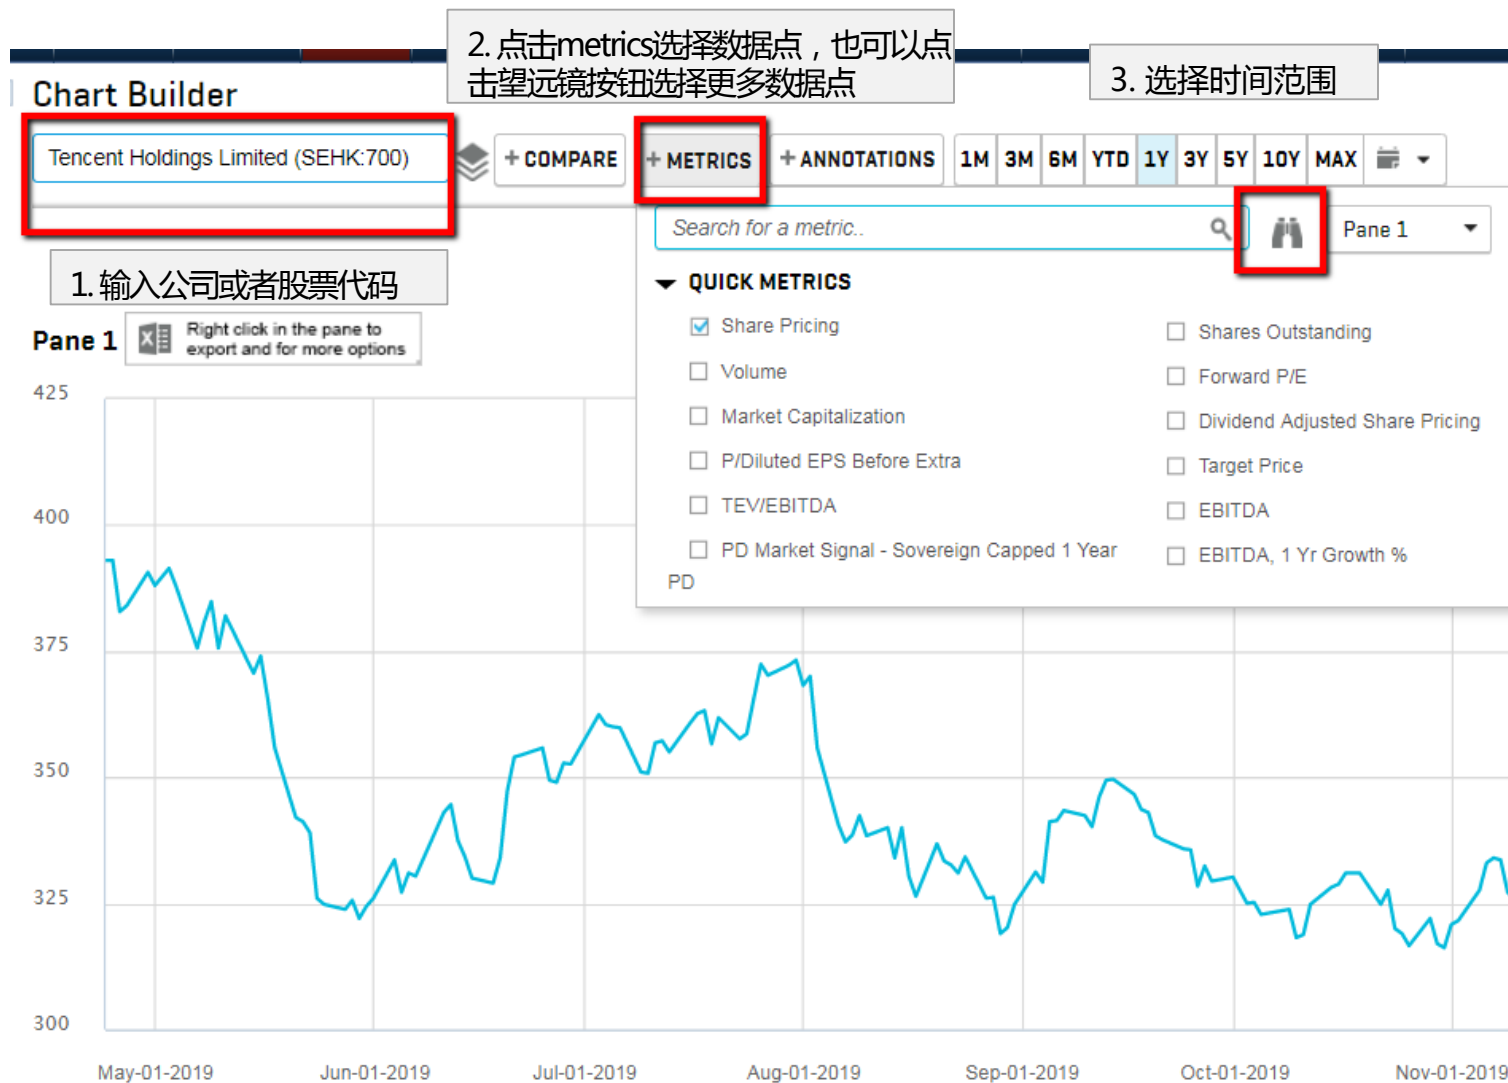 2. 点击metrics选择数据点，也可以点
击望远镜按钮选择更多数据点
3. 选择时间范围
Chart Builder
Tencent Holdings Limited (SEHK:700)
+ COMPARE
+ METRICS
+ ANNOTATIONS
1M 3M 6M YTD 1Y 3Y 5Y 10Y MAX
Search for a metric..
Pane 1
1. 输入公司或者股票代码
QUICK METRICS
Pane 1
Right click in the pane to
export and for more options
Share Pricing
Volume
Market Capitalization
P/Diluted EPS Before Extra
TEV/EBITDA
PD Market Signal - Sovereign Capped 1 Year
PD
Shares Outstanding
Forward P/E
Dividend Adjusted Share Pricing
Target Price
EBITDA
EBITDA, 1 Yr Growth %
425
400
375
350
325
300
May-01-2019 Jun-01-2019 Jul-01-2019 Aug-01-2019 Sep-01-2019 Oct-01-2019 Nov-01-2019